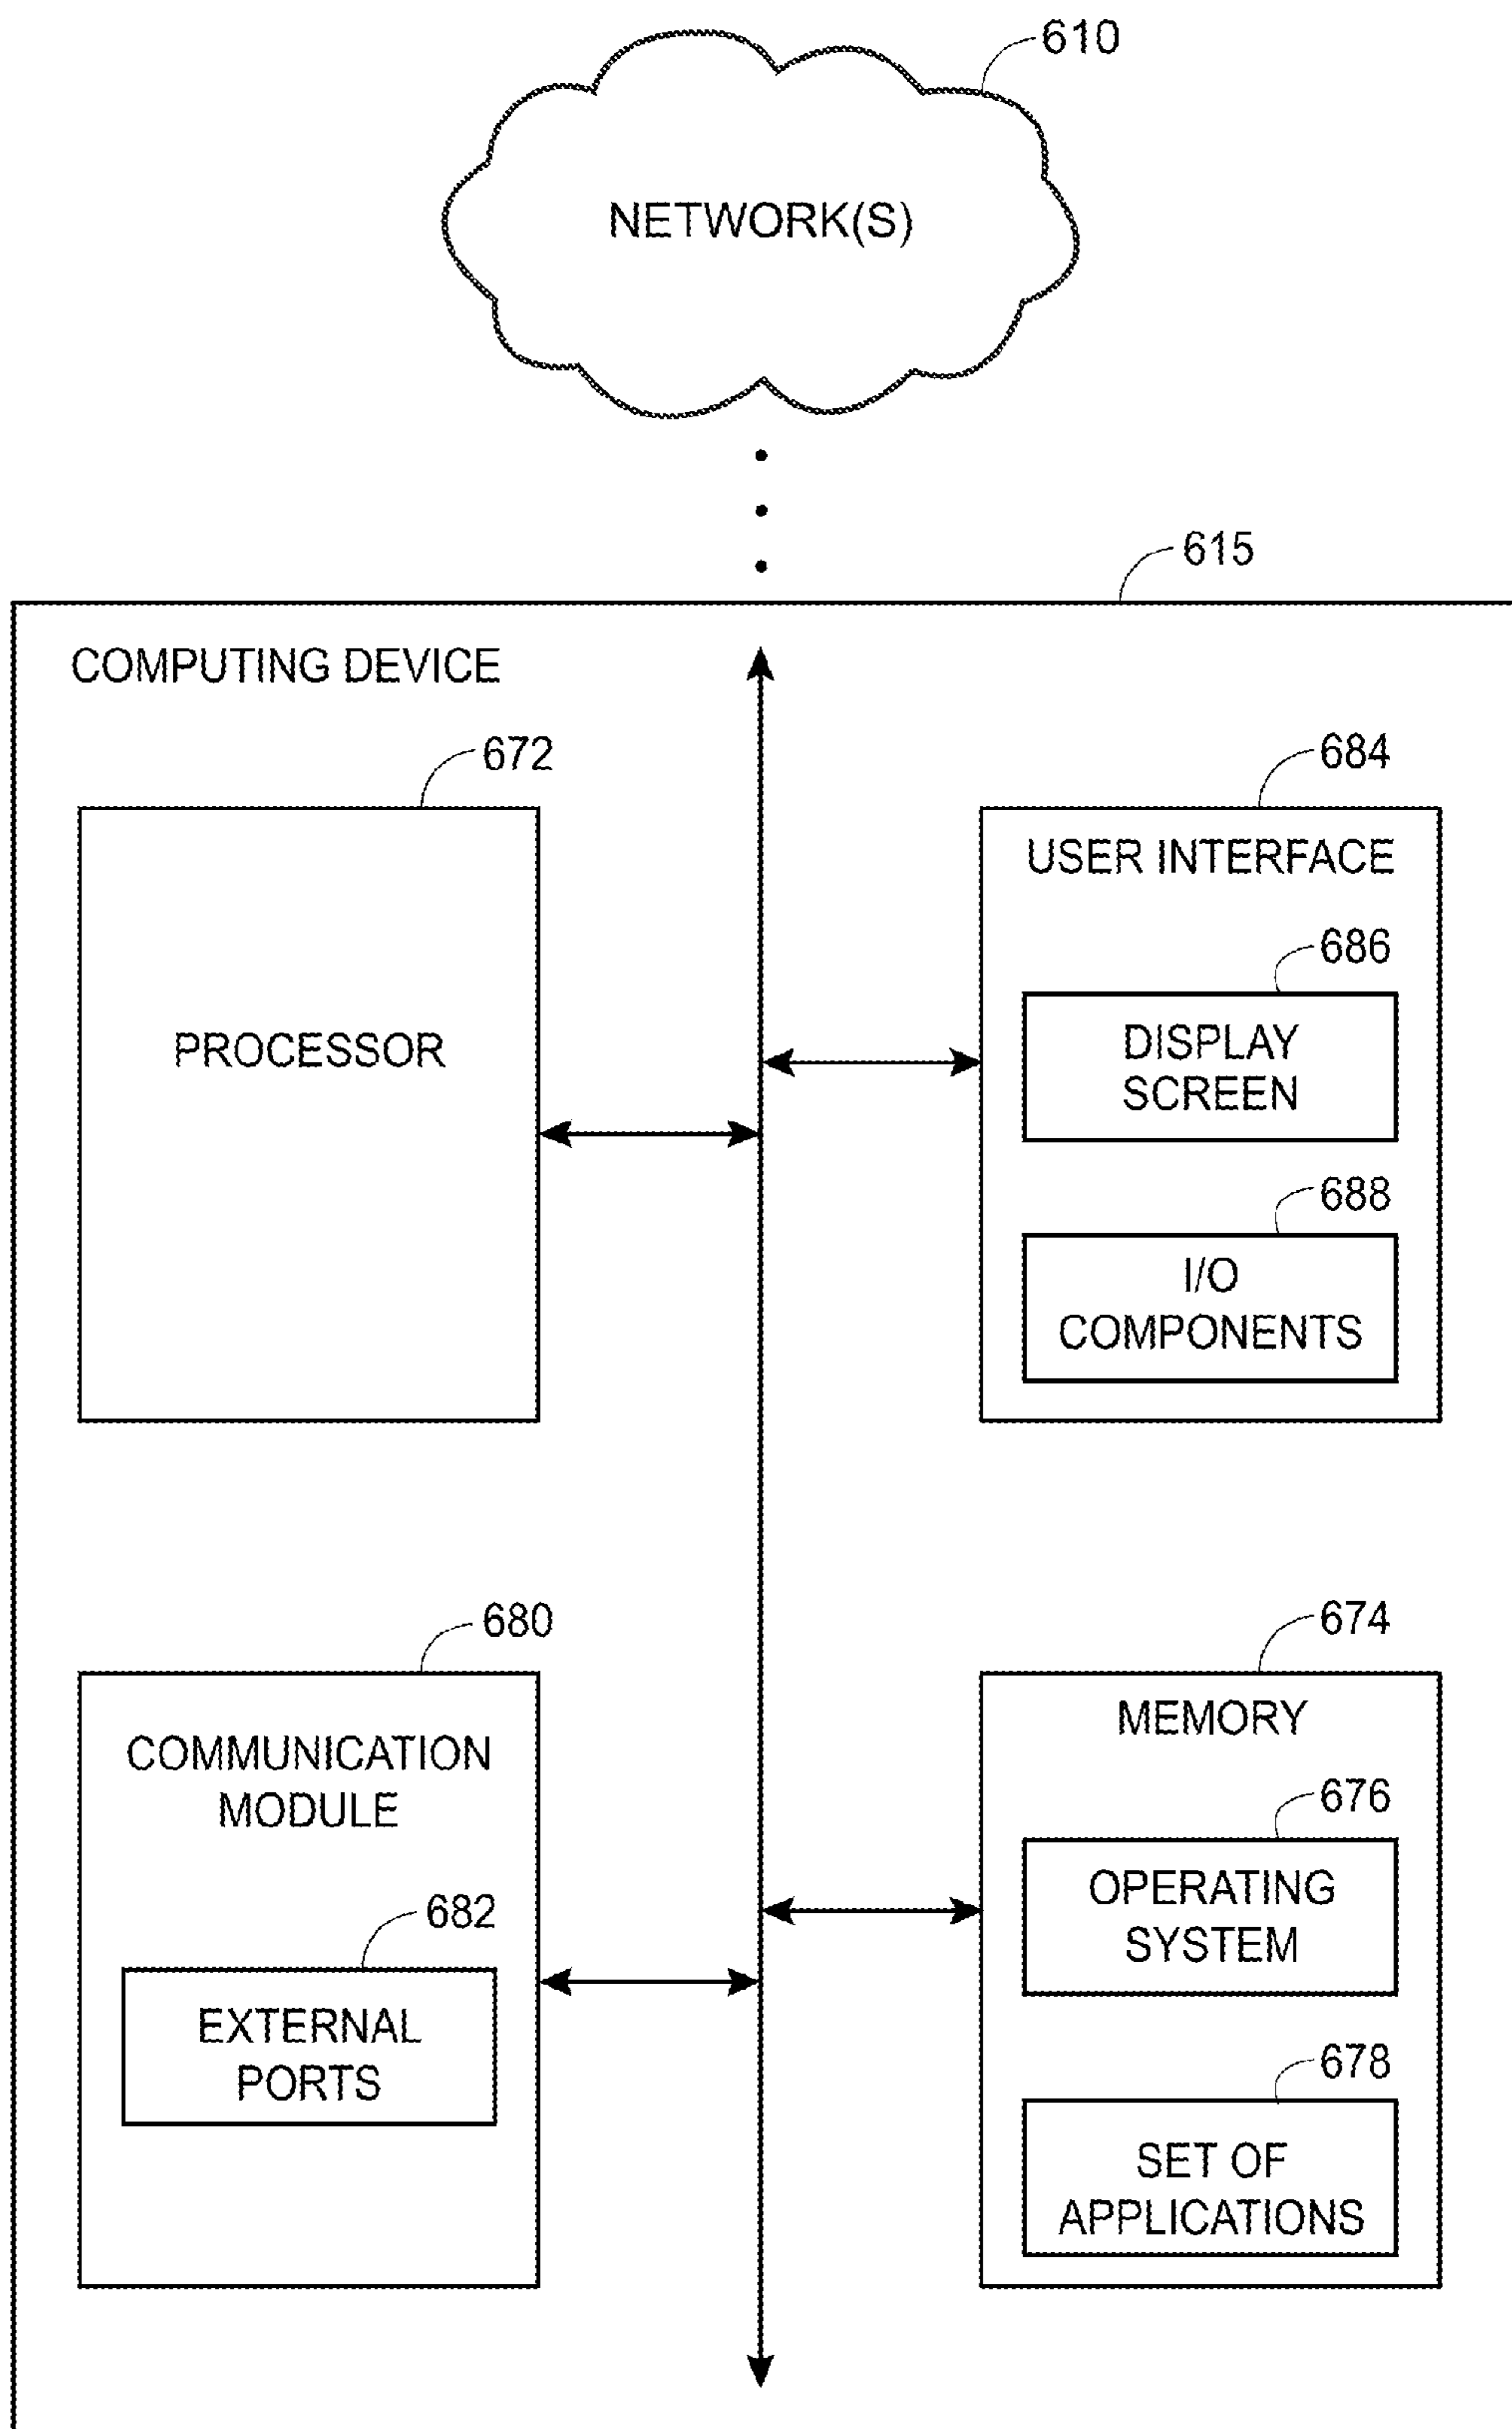 610
NETWORK(S)
615
COMPUTING DEVICE
672
PROCESSOR
684
USER INTERFACE
686
DISPLAY
SCREEN
688
I/O
COMPONENTS
680
COMMUNICATION
MODULE
682
EXTERNAL
PORTS
674
MEMORY
676
OPERATING
SYSTEM
678
SET OF
APPLICATIONS